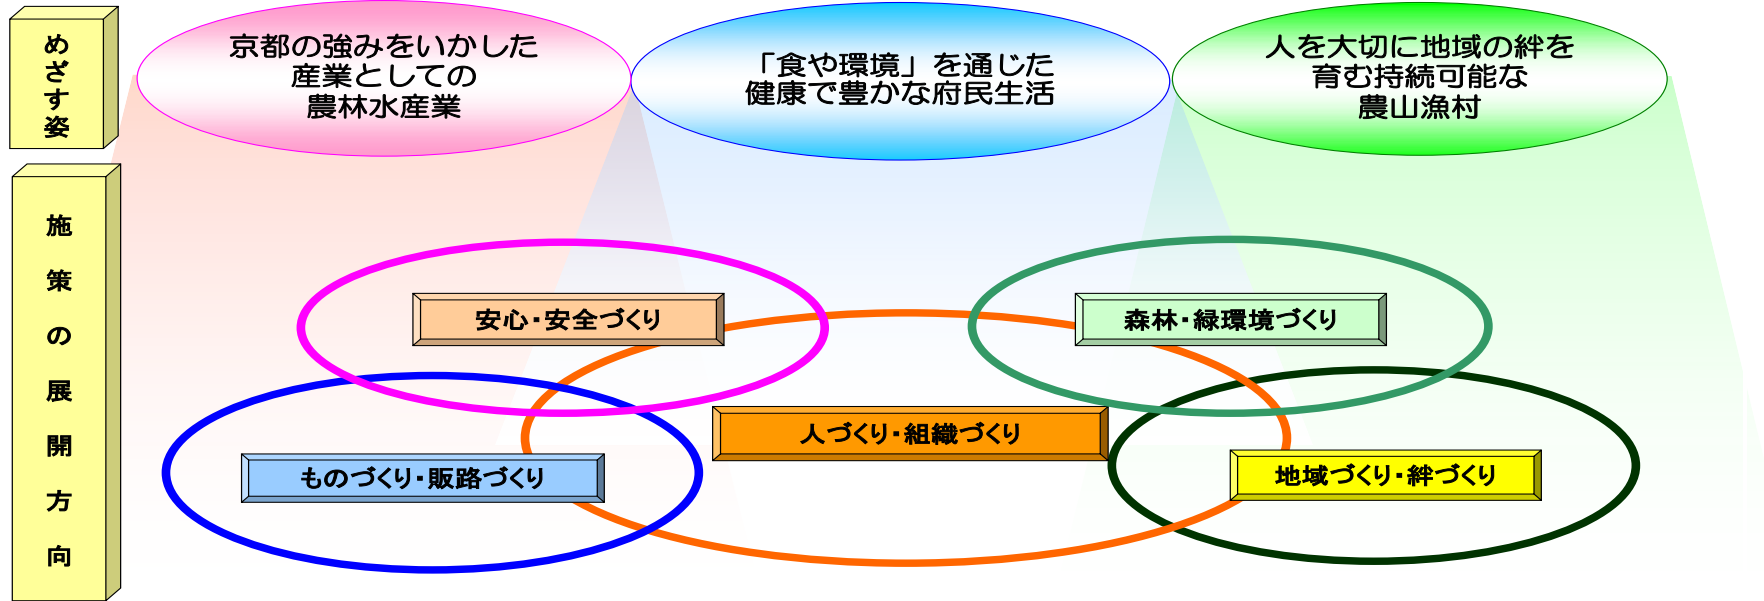 めざす姿
京都の強みをいかした
産業としての
農林水産業
「食や環境」を通じた
健康で豊かな府民生活
人を大切に地域の絆を
育む持続可能な
農山漁村
施策の展開方向
安心・安全づくり
森林・緑環境づくり
人づくり・組織づくり
ものづくり・販路づくり
地域づくり・絆づくり